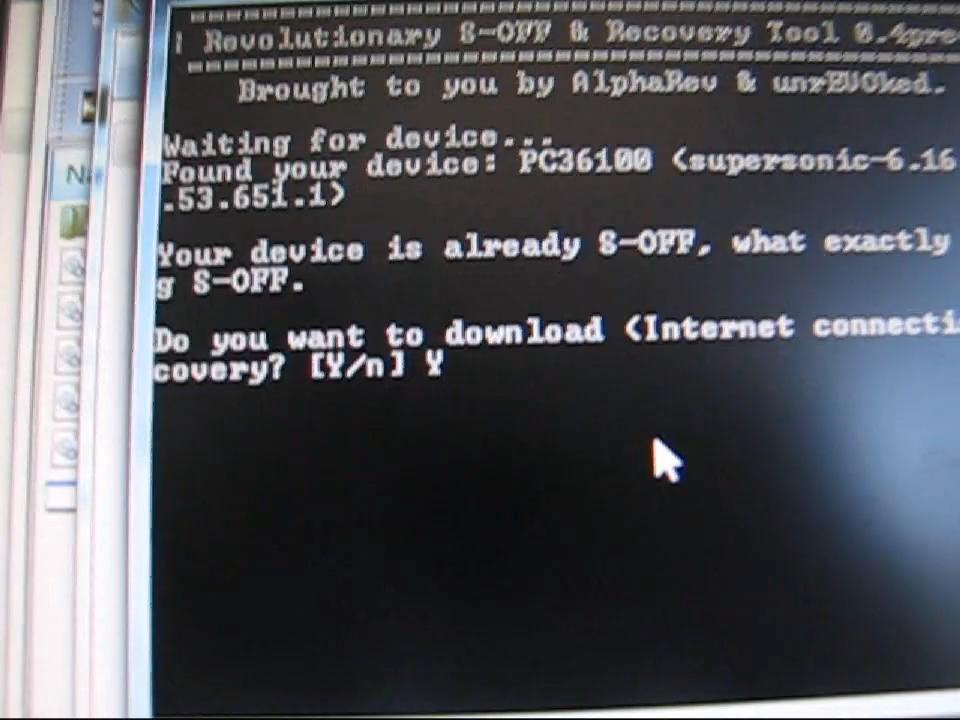 | Revolutionary S-OFF & Recovery Tool 0.4pre
Brought to you by AlphaRev & unrEVOked.
Waiting for device...
Found your device: PC36100 (supersonic-6.16
.53.651.1)
Your device is already S-OFF, what exactly
g S-OFF.
Do you want to download (Internet connecti
covery? [Y/n] Y